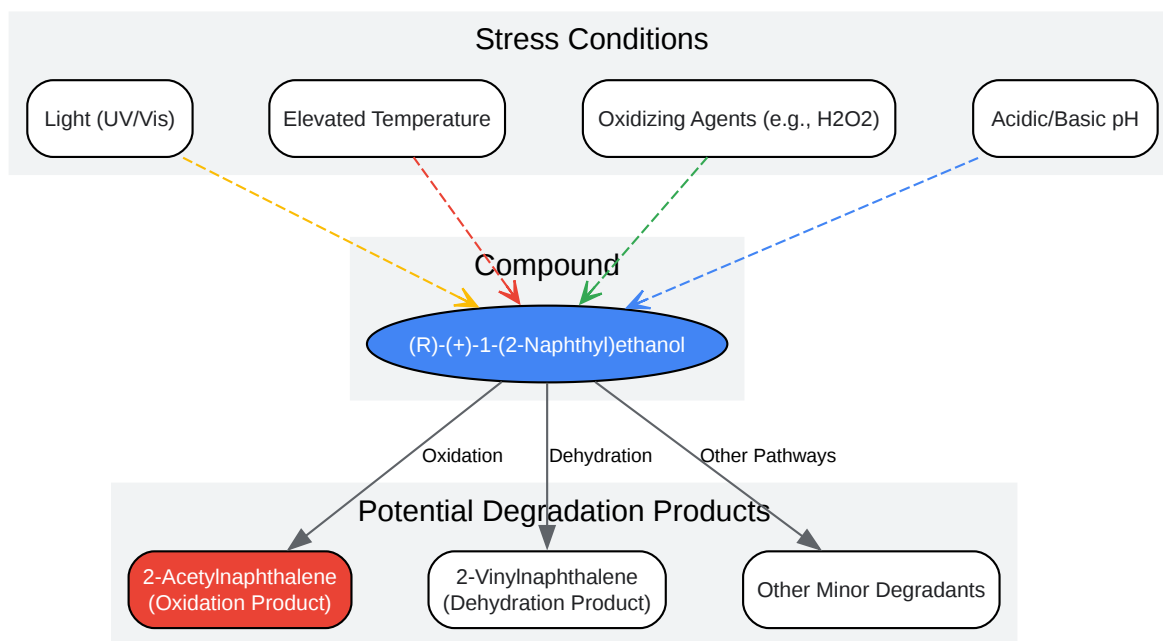 Stress Conditions
Light (UV/Vis)
Elevated Temperature
Oxidizing Agents (e.g., H2O2)
Acidic/Basic pH
Compound
(R)-(+)-1-(2-Naphthyl)ethanol
Oxidation
Dehydration
Other Pathways
Potential Degradation Products
2-Acetylnaphthalene
(Oxidation Product)
2-Vinylnaphthalene
(Dehydration Product)
Other Minor Degradants